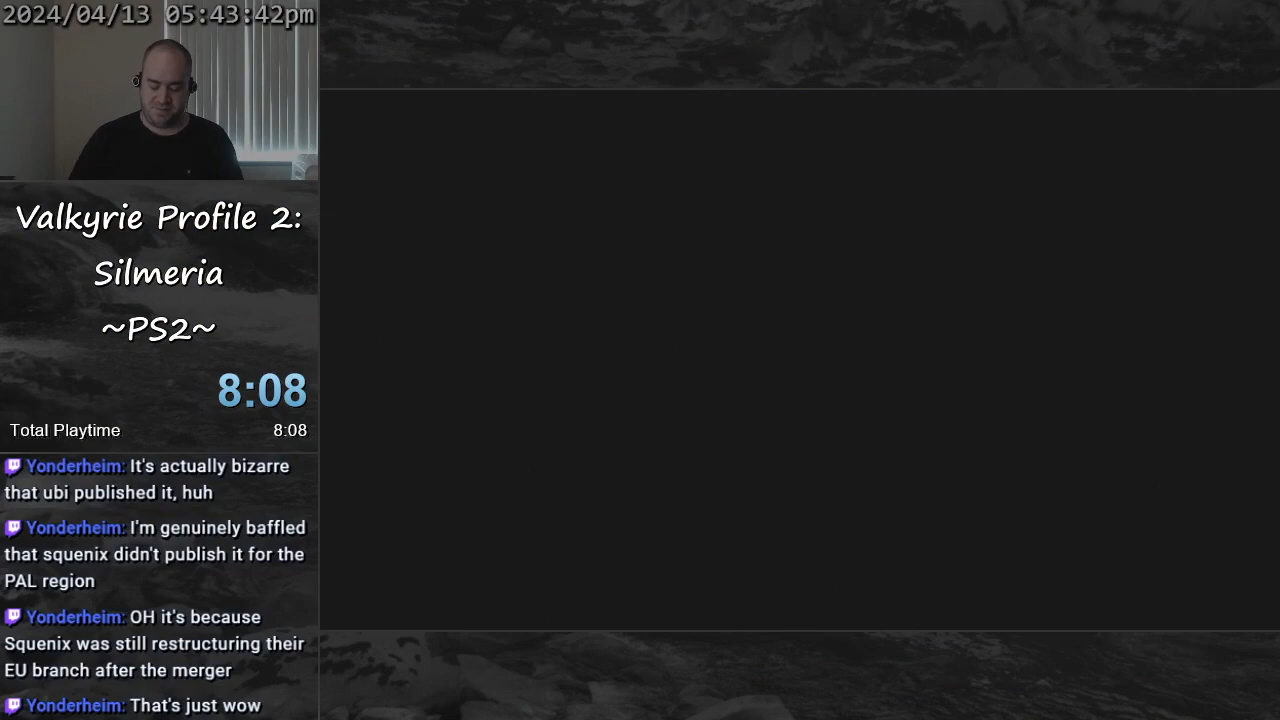 2024/04/13 05:43:42pm
Valkyrie Profile 2:
Silmeria
~PS2~
8:08
Total Playtime 8:08
Yonderheim: It's actually bizarre
that ubi published it, huh
Yonderheim: I'm genuinely baffled
that squenix didn't publish it for the
PAL region
Yonderheim: OH it's because
Squenix was still restructuring their
EU branch after the merger
Yonderheim: That's just wow